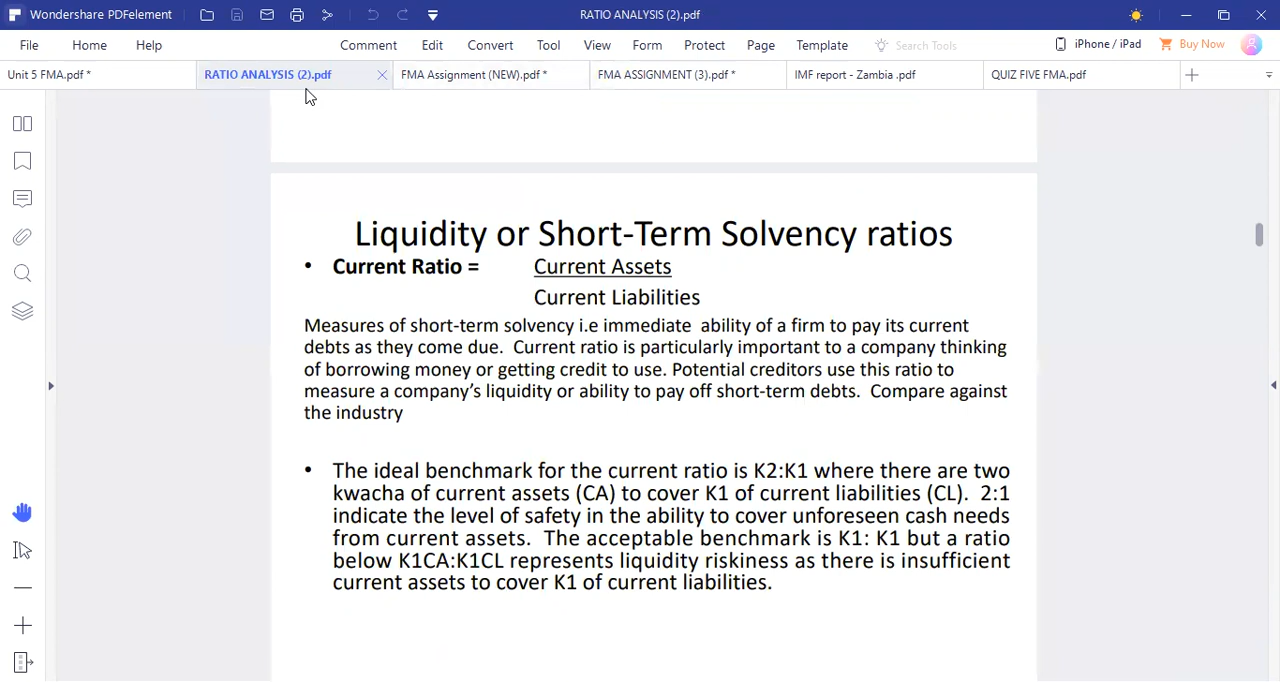 Wondershare PDFelement
RATIO ANALYSIS (2).pdf
File Home Help Comment Edit Convert Tool View Form Protect Page Template Search Tools iPhone / iPad Buy Now
Unit 5 FMA.pdf * RATIO ANALYSIS (2).pdf FMA Assignment (NEW).pdf * FMA ASSIGNMENT (3).pdf * IMF report - Zambia .pdf QUIZ FIVE FMA.pdf
Liquidity or Short-Term Solvency ratios
• Current Ratio = Current Assets
Current Liabilities
Measures of short-term solvency i.e immediate ability of a firm to pay its current
debts as they come due. Current ratio is particularly important to a company thinking
of borrowing money or getting credit to use. Potential creditors use this ratio to
measure a company’s liquidity or ability to pay off short-term debts. Compare against
the industry
• The ideal benchmark for the current ratio is K2:K1 where there are two
kwacha of current assets (CA) to cover K1 of current liabilities (CL). 2:1
indicate the level of safety in the ability to cover unforeseen cash needs
from current assets. The acceptable benchmark is K1: K1 but a ratio
below K1CA:K1CL represents liquidity riskiness as there is insufficient
current assets to cover K1 of current liabilities.